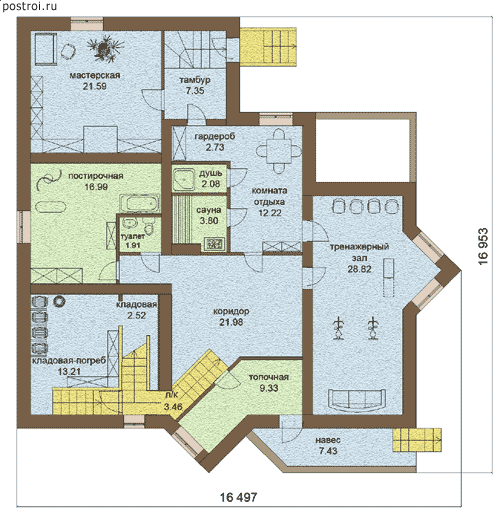 postroi.ru
мастерская
21.59
тамбур
7.35
гардероб
2.73
постирочная
16.99
душь
2.08
комната
отдыха
12.22
сауна
3.80
туалет
1.91
тренажерный
зал
28.82
16 953
кладовая
2.52
коридор
21.98
кладовая-погреб
13.21
топочная
9.33
л/к
3.46
навес
7.43
16 497